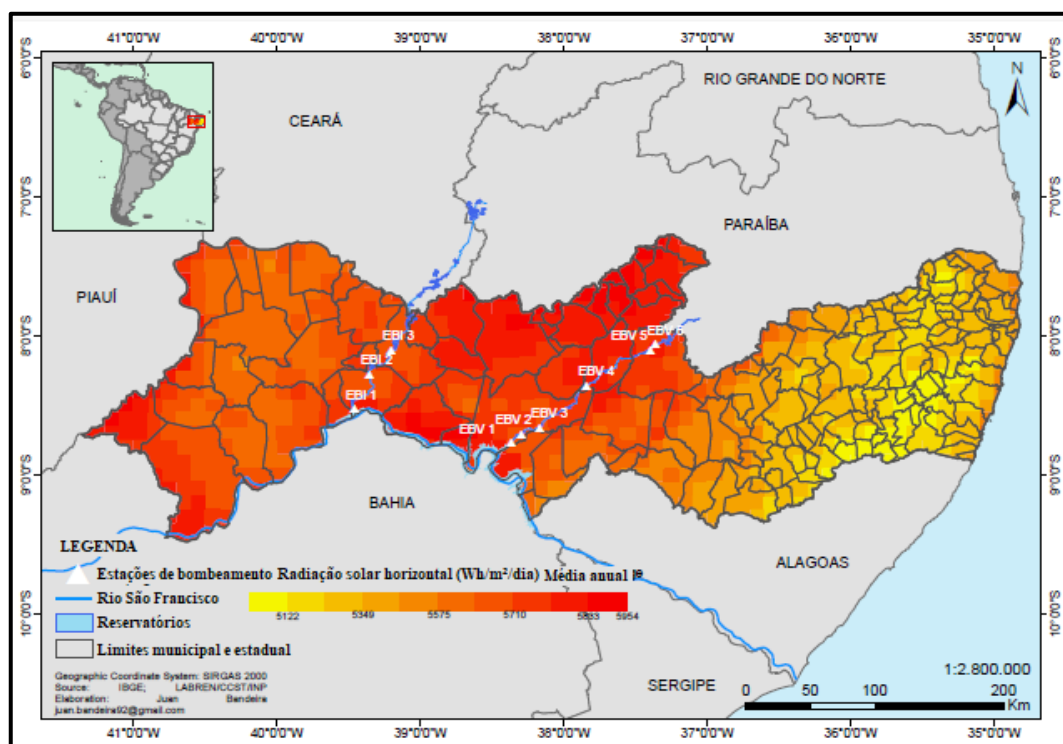 41°0'0"W 40°0'0"W 39°0'0"W 38°0'0"W 37°0'0"W 36°0'0"W 35°0'0"W
6°0'0"S 6°0'0"S
N
RIO GRANDE DO NORTE
CEARÁ
7°0'0"S 7°0'0"S
PARAÍBA
PIAUÍ
8°0'0"S 8°0'0"S
EBI 3
EBV 5 EBV 6
EBI 2
EBV 4
EBI 1
EBV 3
EBV 2
EBV 1
9°0'0"S 9°0'0"S
BAHIA
ALAGOAS
LEGENDA
Estações de bombeamento Radiação solar horizontal (Wh/m²/dia) Média anual
Rio São Francisco
5122 5349 5575 5710 5833 5954
10°0'0"S 10°0'0"S
Reservatórios
Limites municipal e estadual
Geographic Coordinate System: SIRGAS 2000
Source: IBGE; LABREN/CCST/INP
Elaboration: Juan Bandeira
juan.bandeira92@gmail.com
SERGIPE
1:2.800.000
0 50 100 200
Km
41°0'0"W 40°0'0"W 39°0'0"W 38°0'0"W 37°0'0"W 36°0'0"W 35°0'0"W